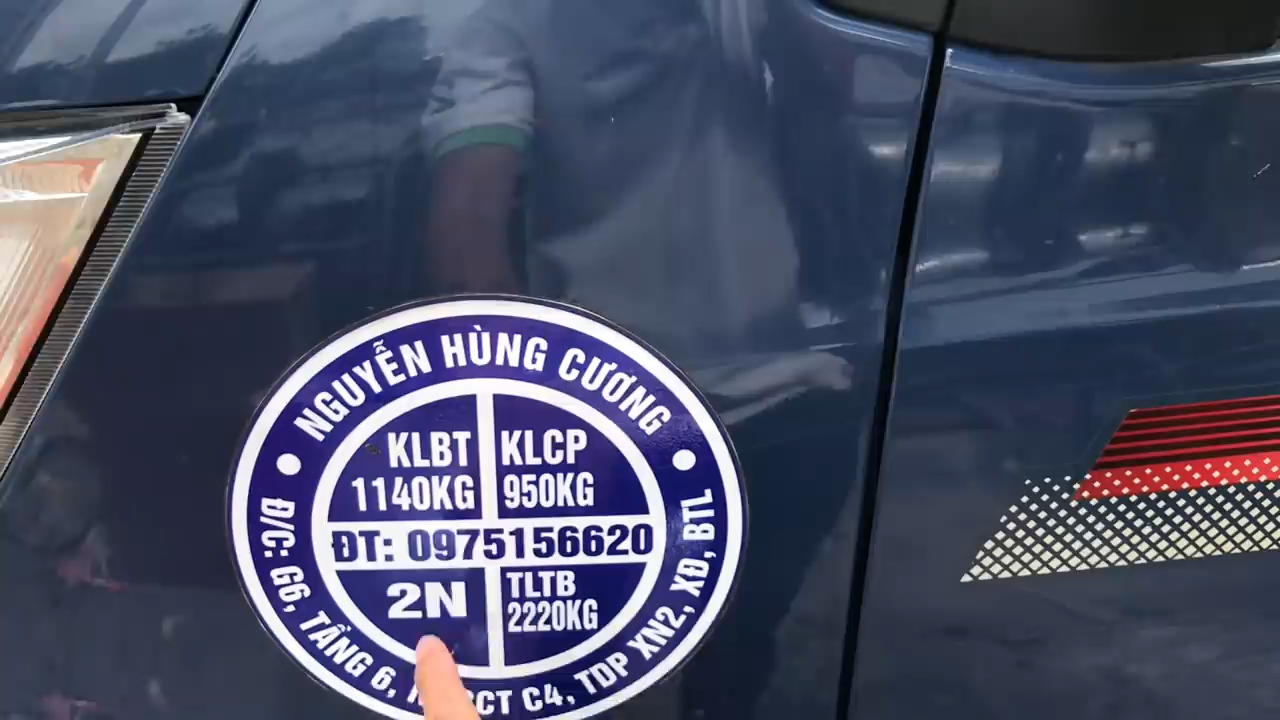 NGUYỄN HÙNG CƯƠNG
KLBT
1140KG
KLCP
950KG
ĐT: 0975156620
2N
TLTB
2220KG
Đ/C: G6, TẦNG 6, C4, TDP XN2, XĐ, BTL